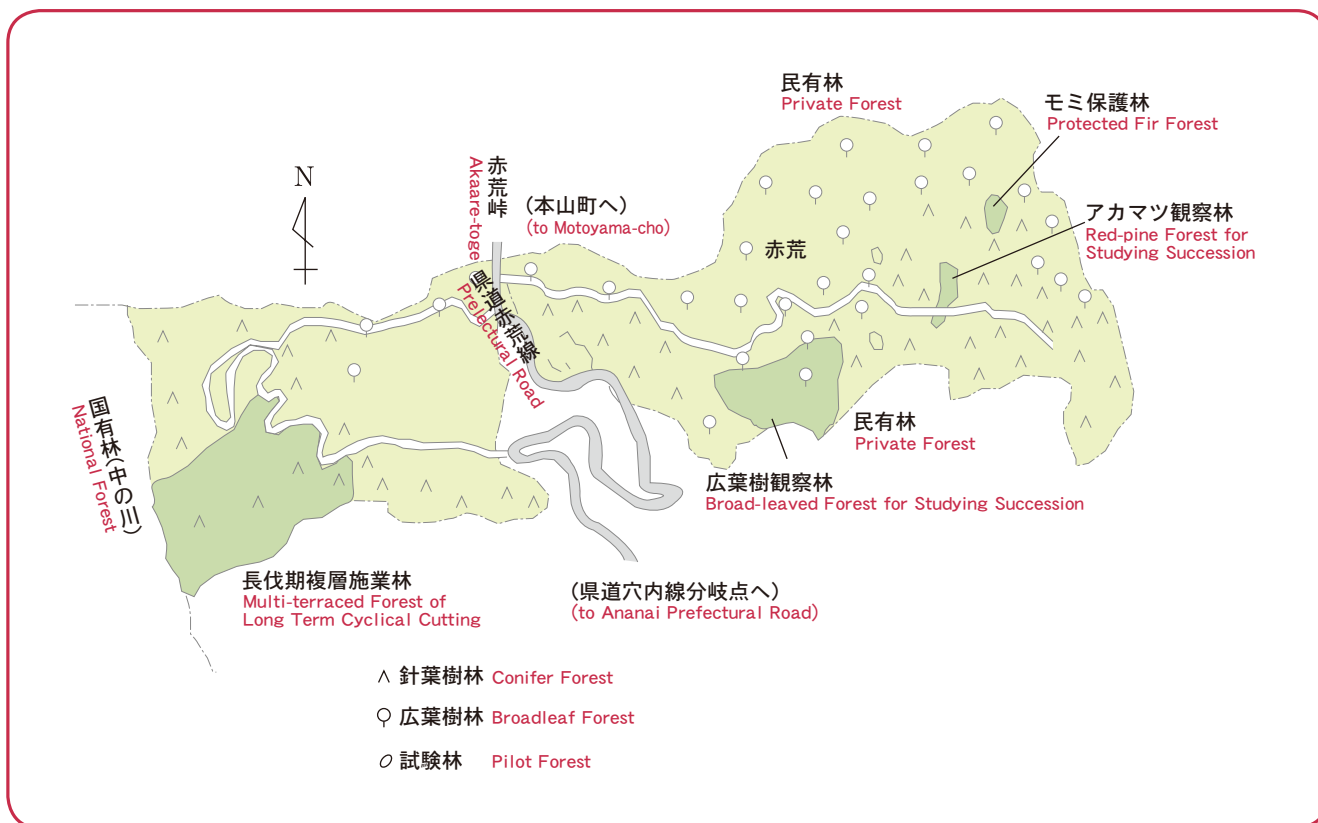 民有林
Private Forest
モミ保護林
Protected Fir Forest
N
赤荒峠
Akaare-toge
(本山町へ)
(to Motoyama-cho)
アカマツ観察林
Red-pine Forest for
Studying Succession
赤荒
県道赤荒線
Prelectural Road
国有林(中の川)
National Forest
民有林
Private Forest
広葉樹観察林
Broad-leaved Forest for Studying Succession
長伐期複層施業林
Multi-terraced Forest of
Long Term Cyclical Cutting
(県道穴内線分岐点へ)
(to Ananai Prefectural Road)
針葉樹林 Conifer Forest
広葉樹林 Broadleaf Forest
試験林 Pilot Forest